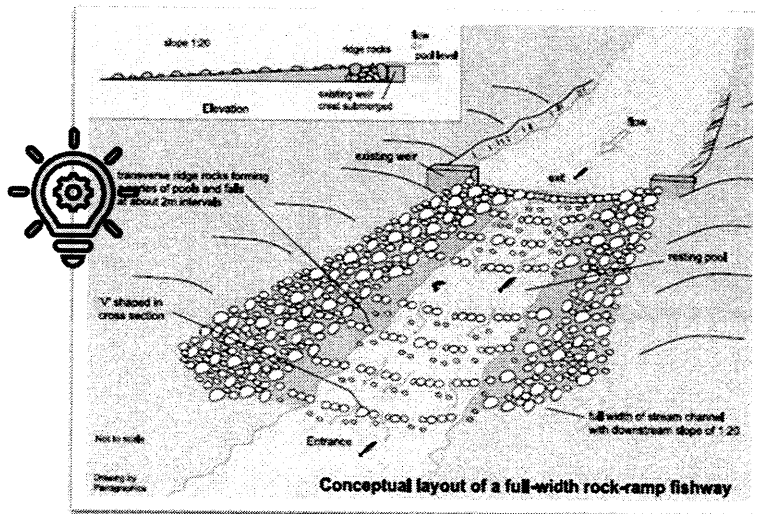 slope 1:20
ridge rocks
flow
pool level
existing weir
crest submerged
Elevation
flow
existing weir
exit
transverse ridge rocks forming
series of pools and falls
at about 2m intervals
resting pool
'V' shaped in
cross section
full width of stream channel
with downstream slope of 1:20
Not to scale
Entrance
Drawing by
Conceptual layout of a full-width rock-ramp fishway